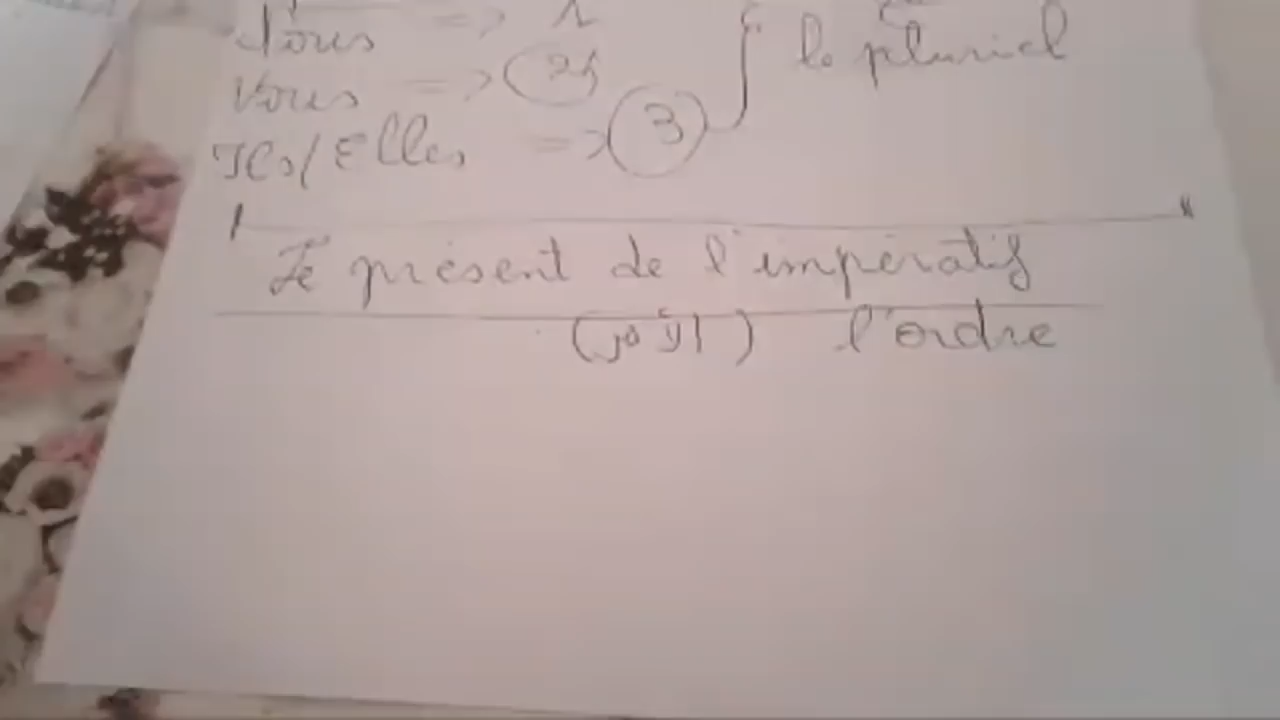 Nous => 1
Vous => 2
Ils/Elles => 3
le pluriel
Le présent de l'impératif
(الأمر) l'ordre